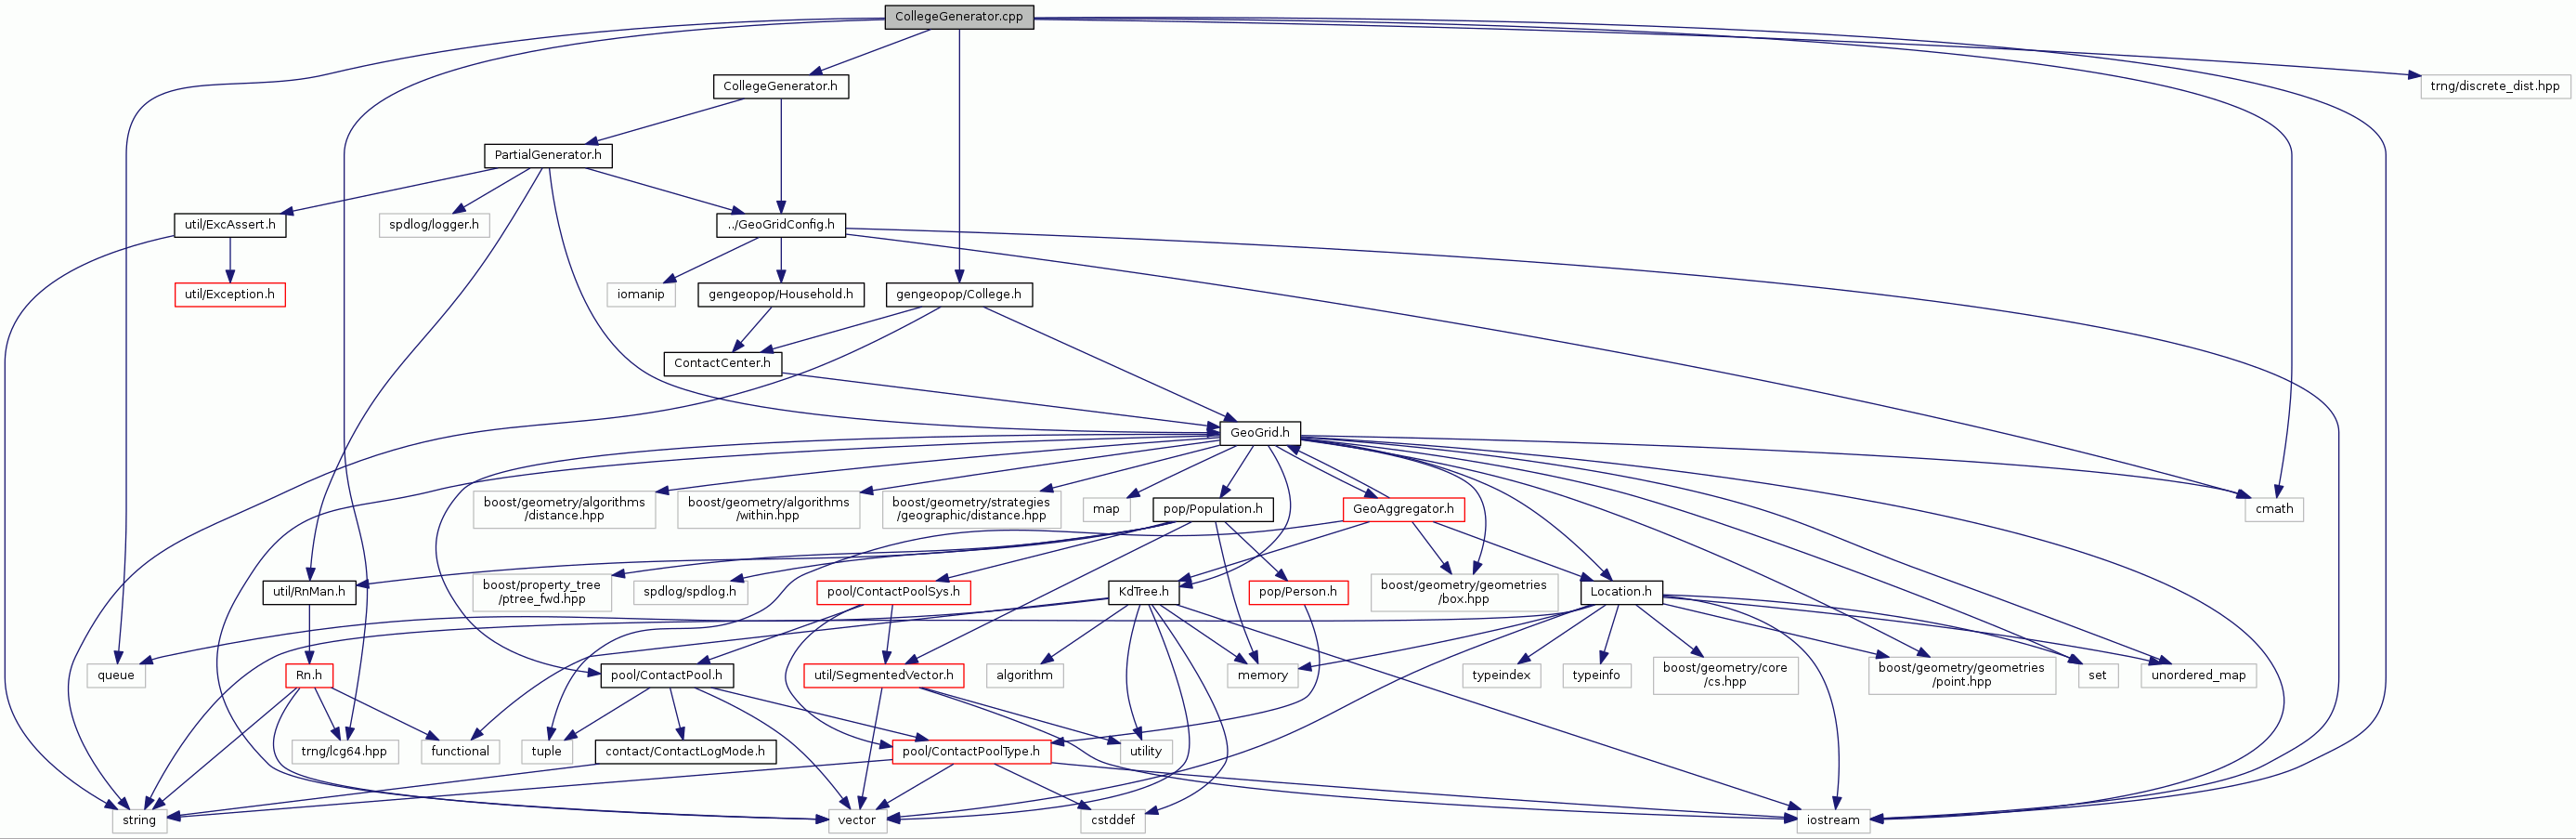 CollegeGenerator.cpp
CollegeGenerator.h
trng/discrete_dist.hpp
PartialGenerator.h
util/ExcAssert.h
spdlog/logger.h
../GeoGridConfig.h
util/Exception.h
iomanip
gengeopop/Household.h
gengeopop/College.h
ContactCenter.h
GeoGrid.h
boost/geometry/algorithms
/distance.hpp
boost/geometry/algorithms
/within.hpp
boost/geometry/strategies
/geographic/distance.hpp
map
pop/Population.h
GeoAggregator.h
cmath
util/RnMan.h
boost/property_tree
/ptree_fwd.hpp
spdlog/spdlog.h
pool/ContactPoolSys.h
KdTree.h
pop/Person.h
boost/geometry/geometries
/box.hpp
Location.h
queue
Rn.h
pool/ContactPool.h
util/SegmentedVector.h
algorithm
memory
typeindex
typeinfo
boost/geometry/core
/cs.hpp
boost/geometry/geometries
/point.hpp
set
unordered_map
trng/lcg64.hpp
functional
tuple
contact/ContactLogMode.h
pool/ContactPoolType.h
utility
string
vector
cstddef
iostream